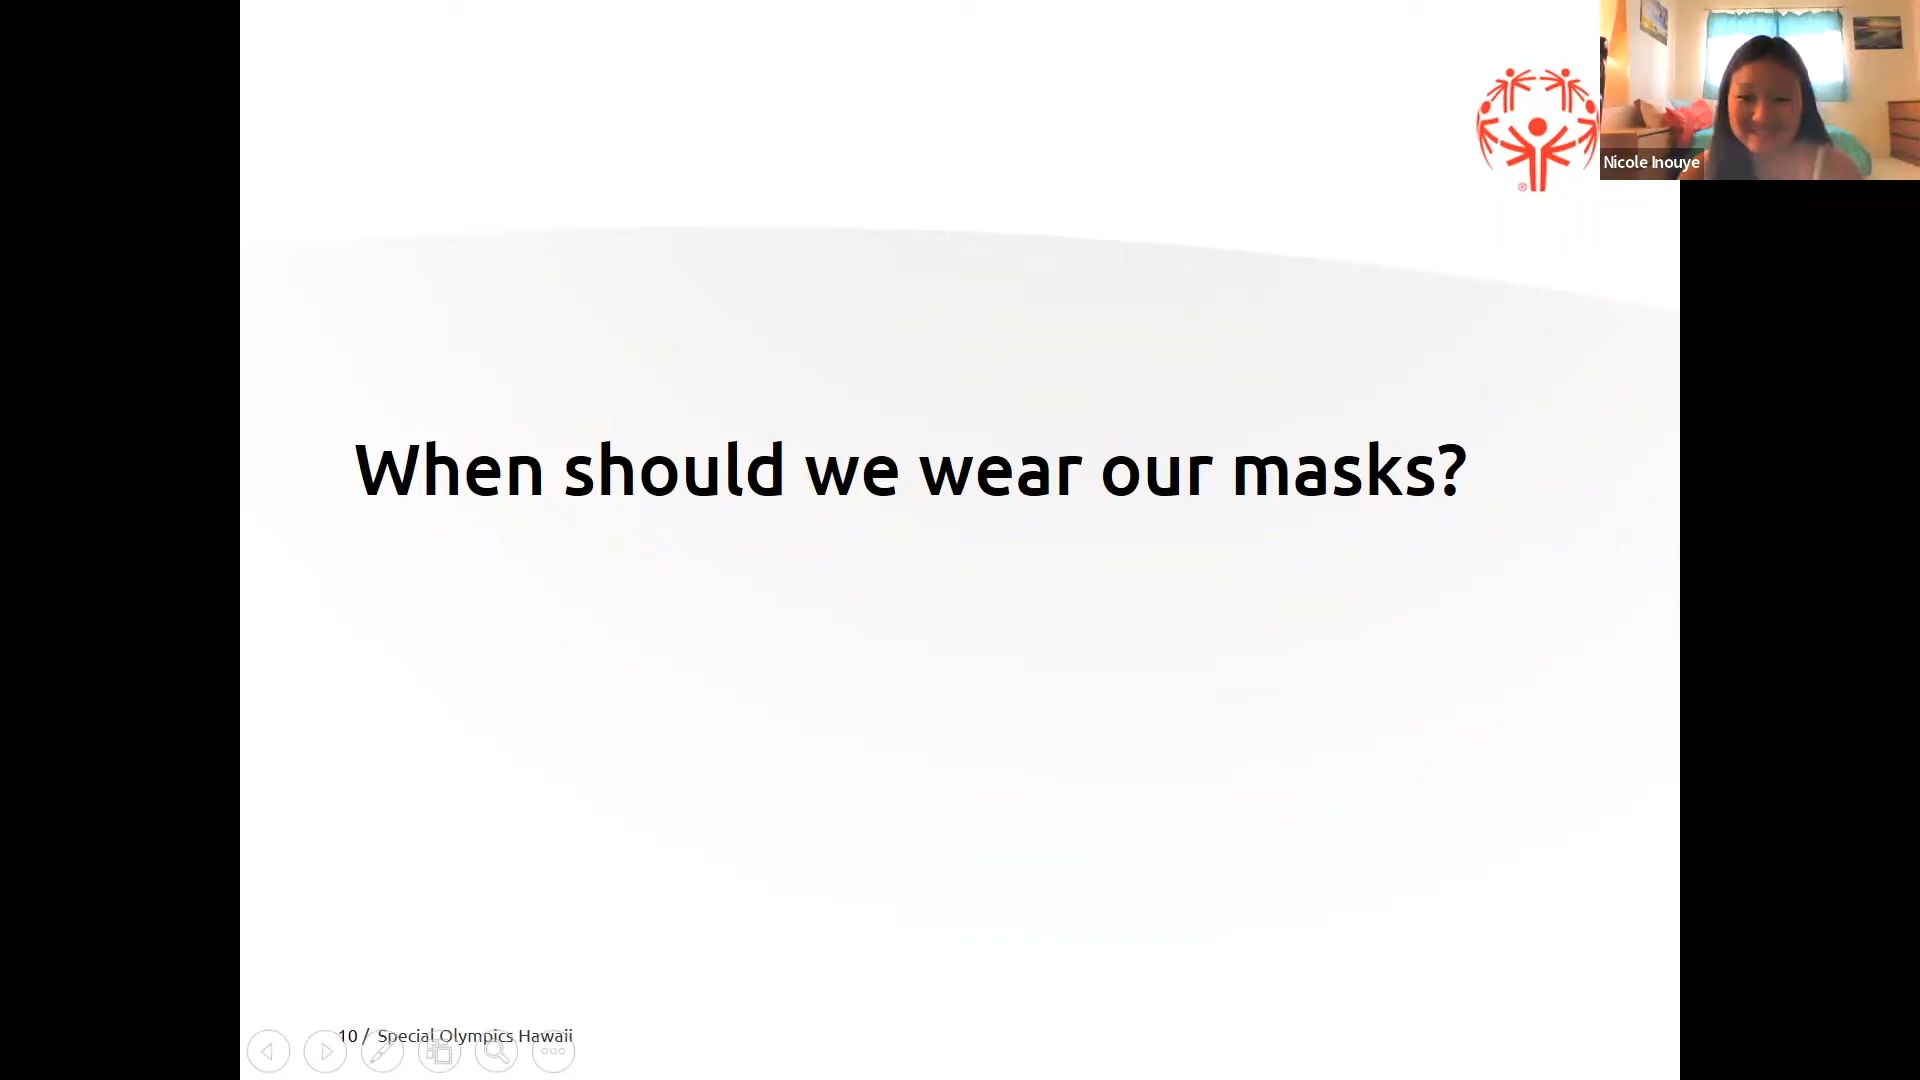 Nicole Inouye
When should we wear our masks?
10 / Special Olympics Hawaii
®